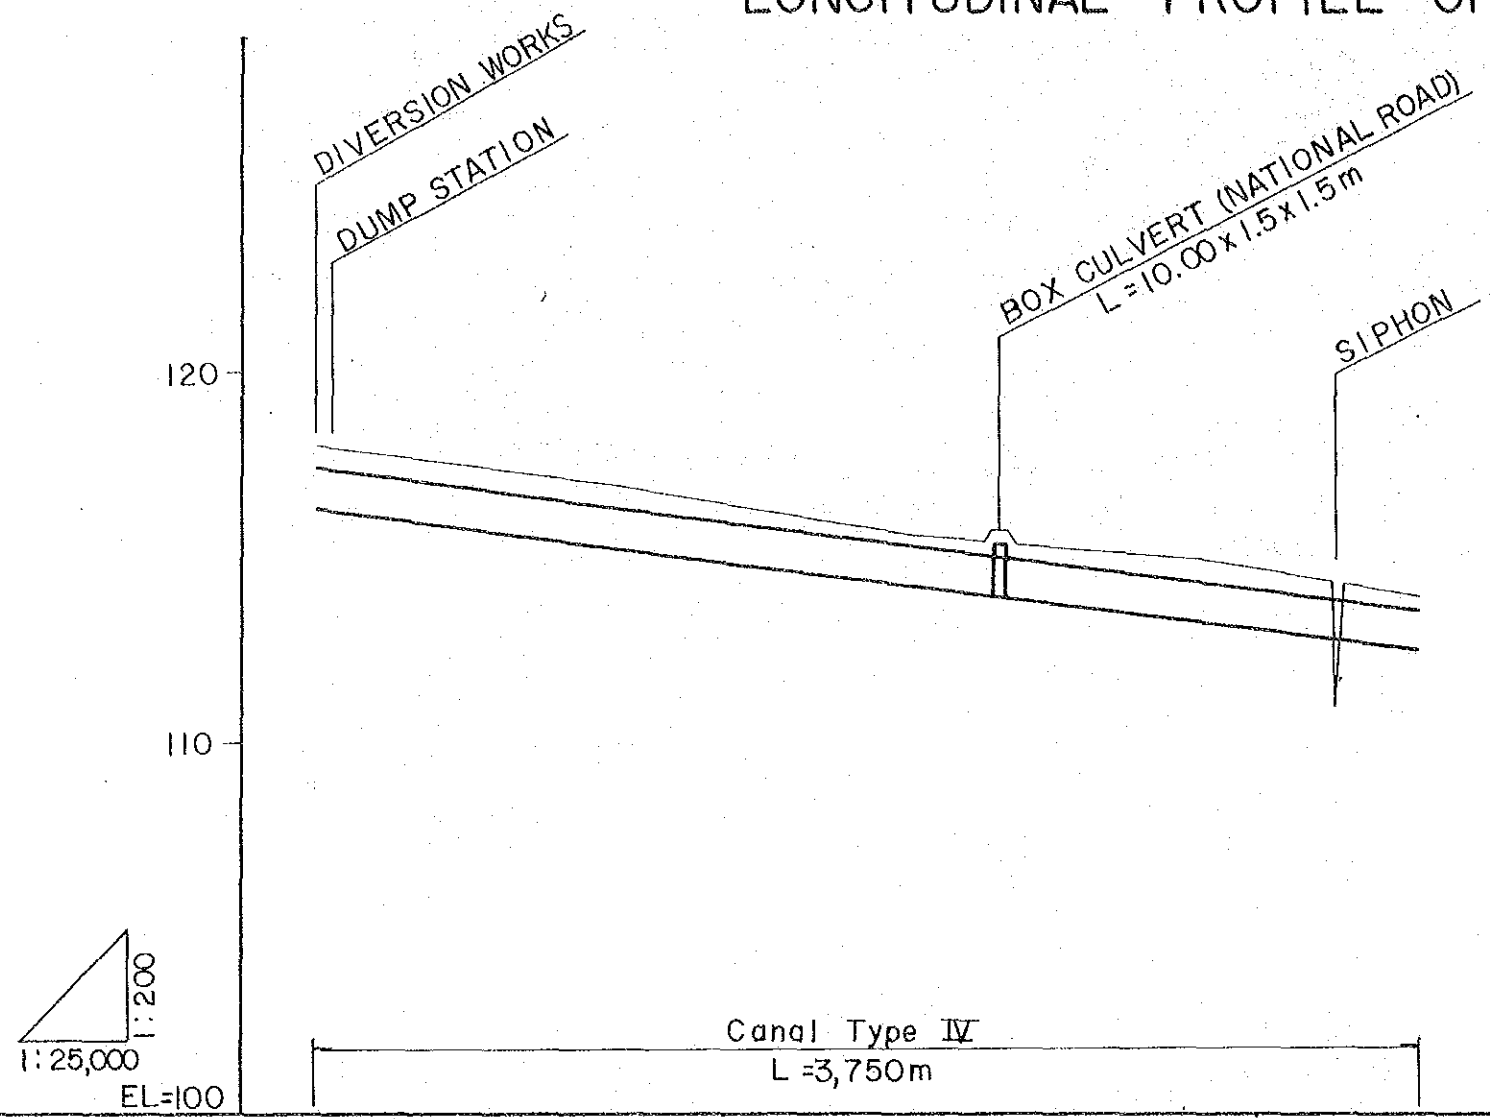 LONGITUDINAL PROFILE OF
DIVERSION WORKS
DUMP STATION
BOX CULVERT (NATIONAL ROAD)
L=10.00x1.5x1.5m
SIPHON
120
110
1:200
1:25,000
EL=100
Canal Type IV
L=3,750m